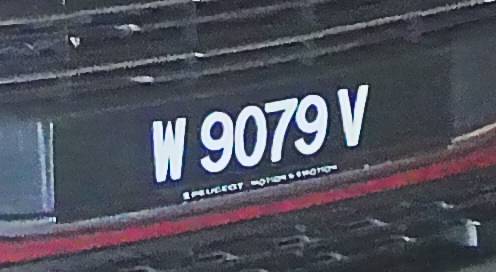 W 9079 V
PEUGEOT MOTION & EMOTION